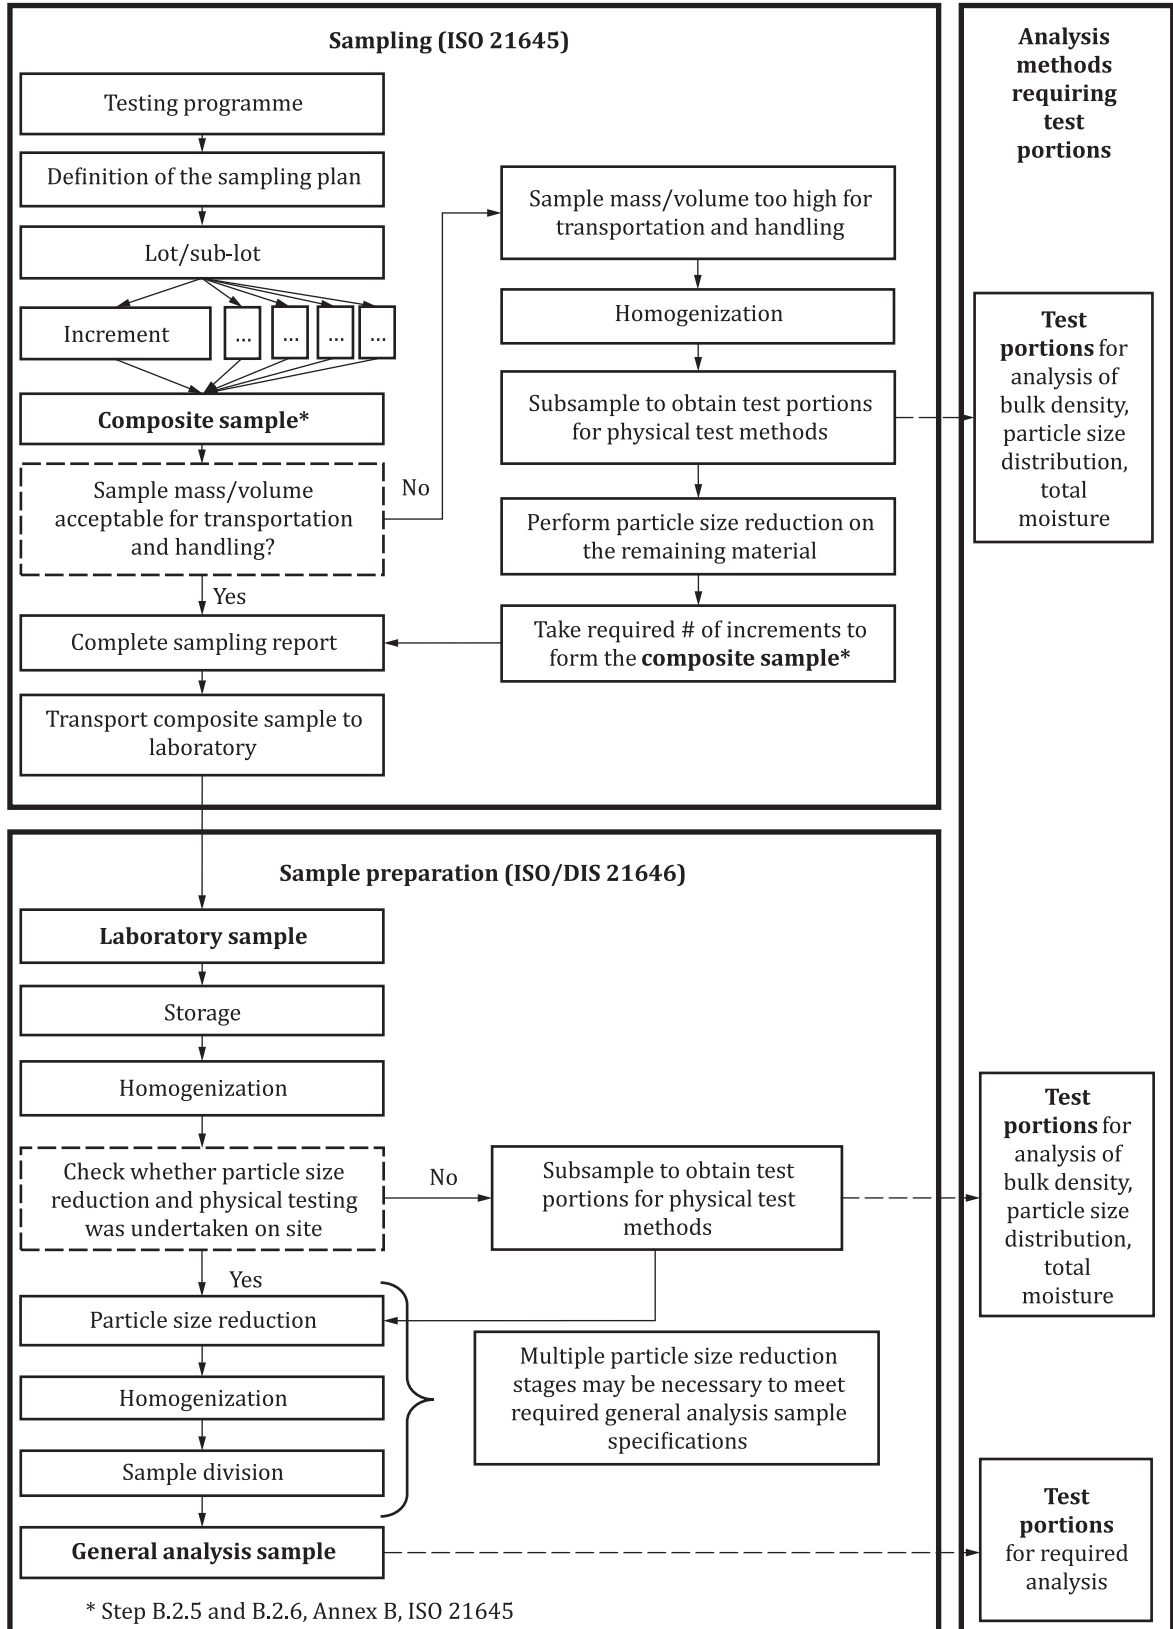 Sampling (ISO 21645)
Testing programme
Definition of the sampling plan
Lot/sub-lot
Increment
...
...
...
...
Composite sample*
Sample mass/volume
acceptable for transportation
and handling?
No
Yes
Complete sampling report
Transport composite sample to
laboratory
Sample mass/volume too high for
transportation and handling
Homogenization
Subsample to obtain test portions
for physical test methods
Perform particle size reduction on
the remaining material
Take required # of increments to
form the composite sample*
Analysis
methods
requiring
test
portions
Test
portions for
analysis of
bulk density,
particle size
distribution,
total
moisture
Sample preparation (ISO/DIS 21646)
Laboratory sample
Storage
Homogenization
Check whether particle size
reduction and physical testing
was undertaken on site
No
Yes
Subsample to obtain test
portions for physical test
methods
Test
portions for
analysis of
bulk density,
particle size
distribution,
total
moisture
Particle size reduction
Homogenization
Sample division
Multiple particle size reduction
stages may be necessary to meet
required general analysis sample
specifications
General analysis sample
Test
portions
for required
analysis
* Step B.2.5 and B.2.6, Annex B, ISO 21645